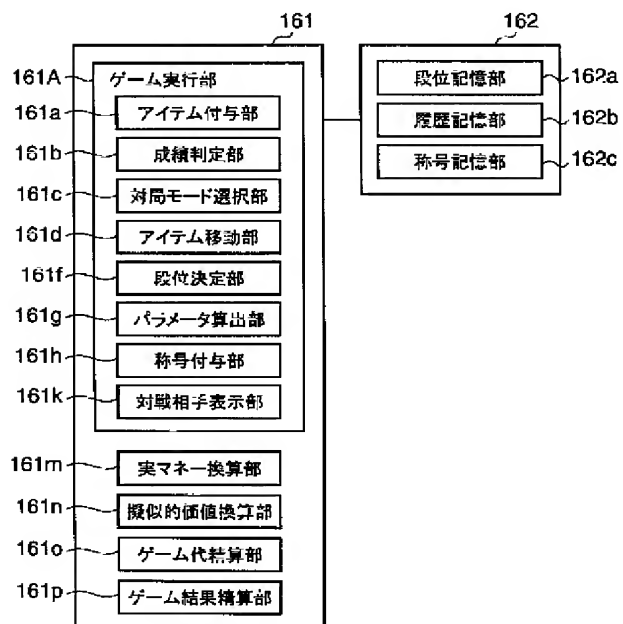 161
162
161A
ゲーム実行部
161a
アイテム付与部
161b
成績判定部
161c
対局モード選択部
161d
アイテム移動部
161f
段位決定部
161g
パラメータ算出部
161h
称号付与部
161k
対戦相手表示部
161m
実マネー換算部
161n
擬似的価値換算部
161o
ゲーム代精算部
161p
ゲーム結果精算部
段位記憶部
162a
履歴記憶部
162b
称号記憶部
162c